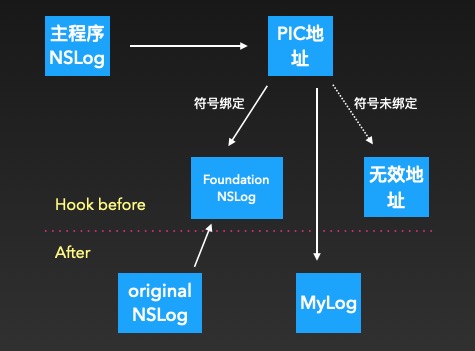 主程序
NSLog
PIC地
址
符号绑定
符号未绑定
Foundation
NSLog
无效地
址
Hook before
After
original
NSLog
MyLog